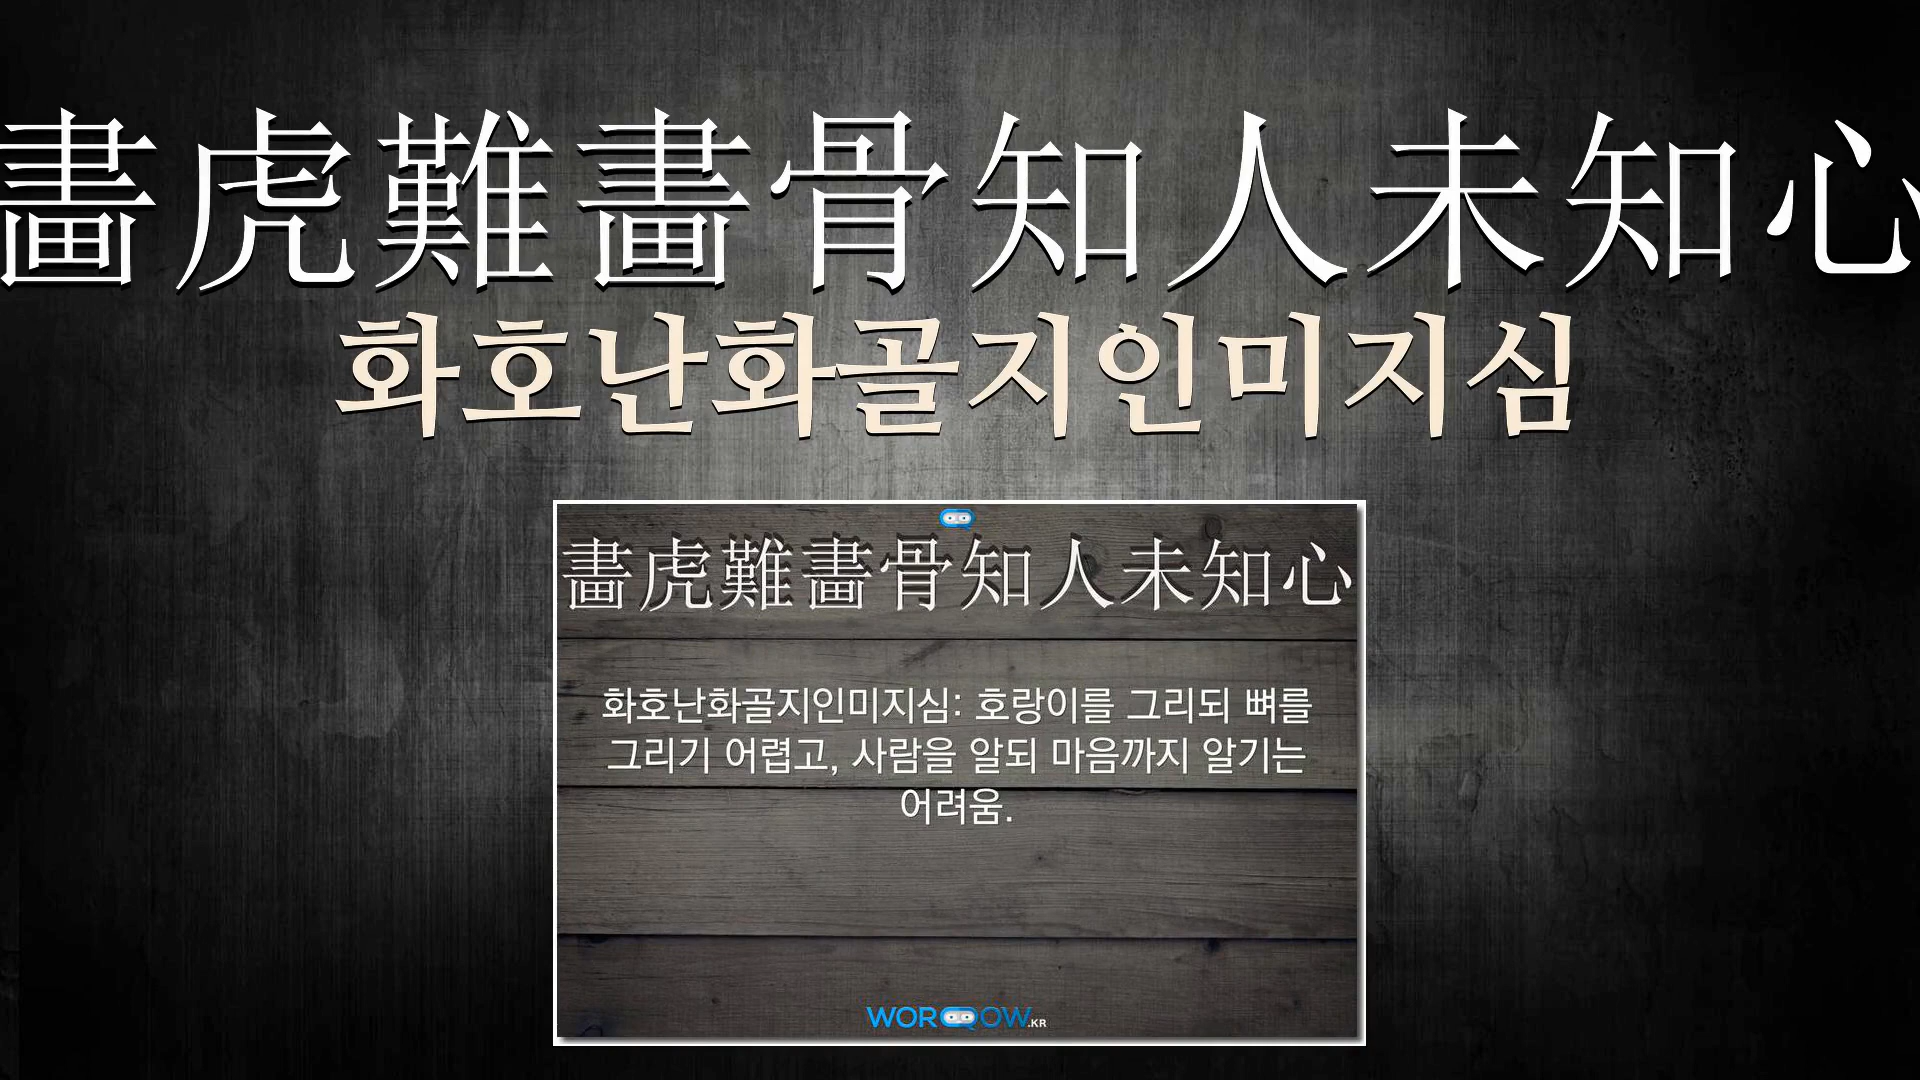 畵虎難畵骨知人未知心
화호난화골지인미지심
畵虎難畵骨知人未知心
화호난화골지인미지심: 호랑이를 그리되 뼈를
그리기 어렵고, 사람을 알되 마음까지 알기는
어려움.
WORQOW.KR